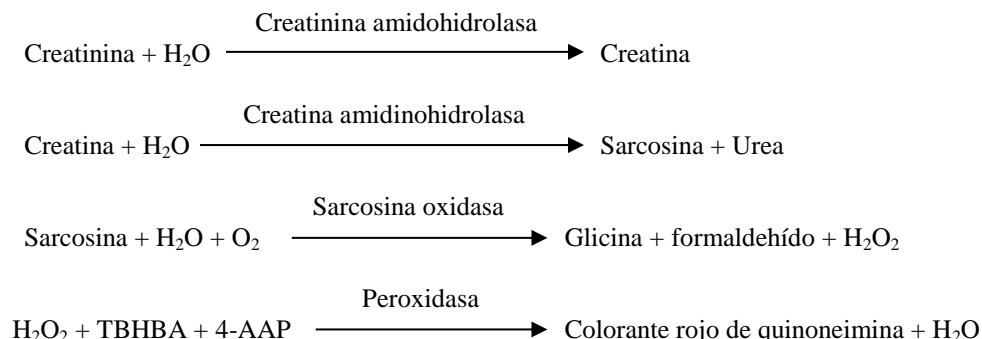 Creatinina amidohidrolasa
Creatinina + H₂O Creatina
Creatina amidinohidrolasa
Creatina + H₂O Sarcosina + Urea
Sarcosina oxidasa
Sarcosina + H₂O + O₂ Glicina + formaldehído + H₂O₂
Peroxidasa
H₂O₂ + TBHBA + 4-AAP Colorante rojo de quinoneimina + H₂O